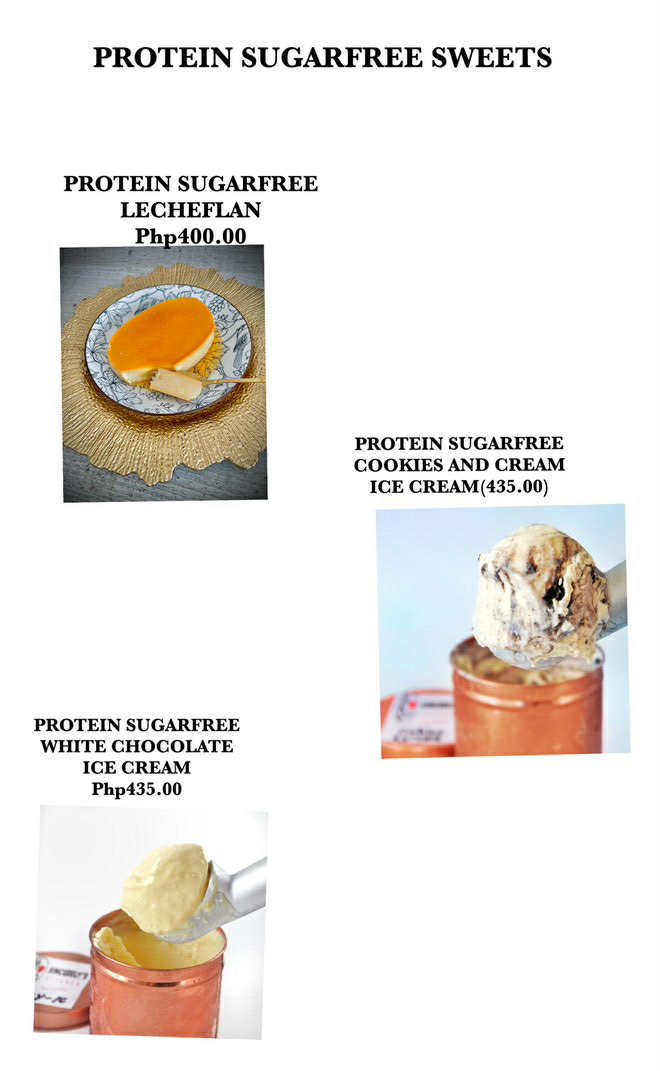 PROTEIN SUGARFREE SWEETS
PROTEIN SUGARFREE
LECHEFLAN
Php400.00
PROTEIN SUGARFREE
COOKIES AND CREAM
ICE CREAM(435.00)
PROTEIN SUGARFREE
WHITE CHOCOLATE
ICE CREAM
Php435.00